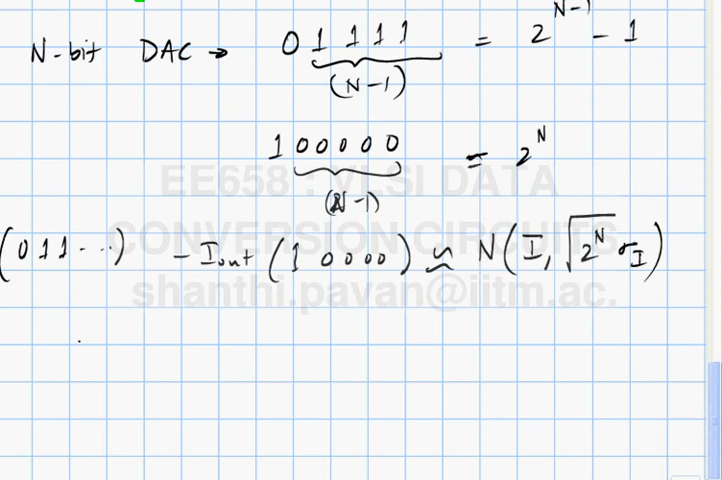 N-bit DAC → 0 1 1 1 1 = 2^{N-1} - 1
(N-1)
1 0 0 0 0 0 = 2^N
(N-1)
EE658 : VLSI DATA
CONVERSION CIRCUITS
(0 1 1 - ..) - I_out (1 0 0 0 0) ≈ N(I, √2^N σ_I)
shanthi.pavan@iitm.ac.